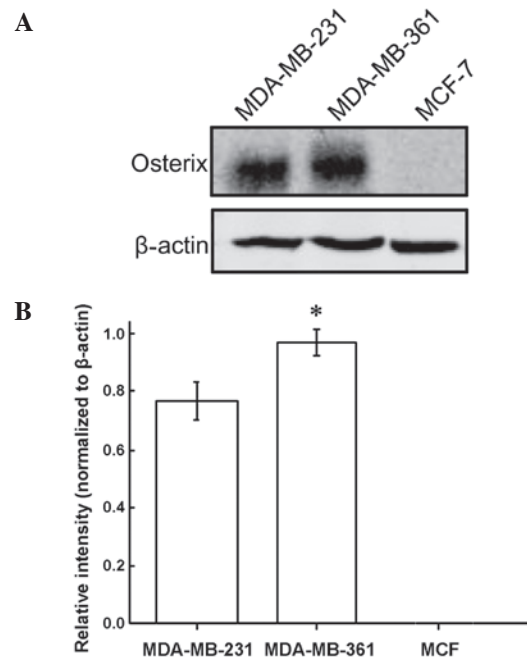 A
MDA-MB-231
MDA-MB-361
MCF-7
Osterix
β-actin
B
Relative intensity (normalized to β-actin)
1.0
0.8
0.6
0.4
0.2
0.0
*
MDA-MB-231 MDA-MB-361 MCF